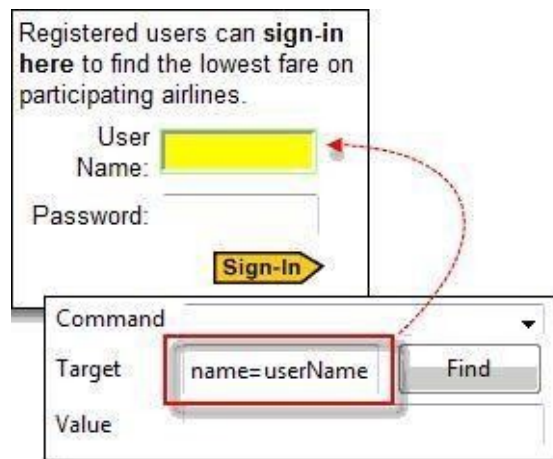 Registered users can sign-in
here to find the lowest fare on
participating airlines.
User
Name:
Password:
Sign-In
Command
Target name=userName Find
Value